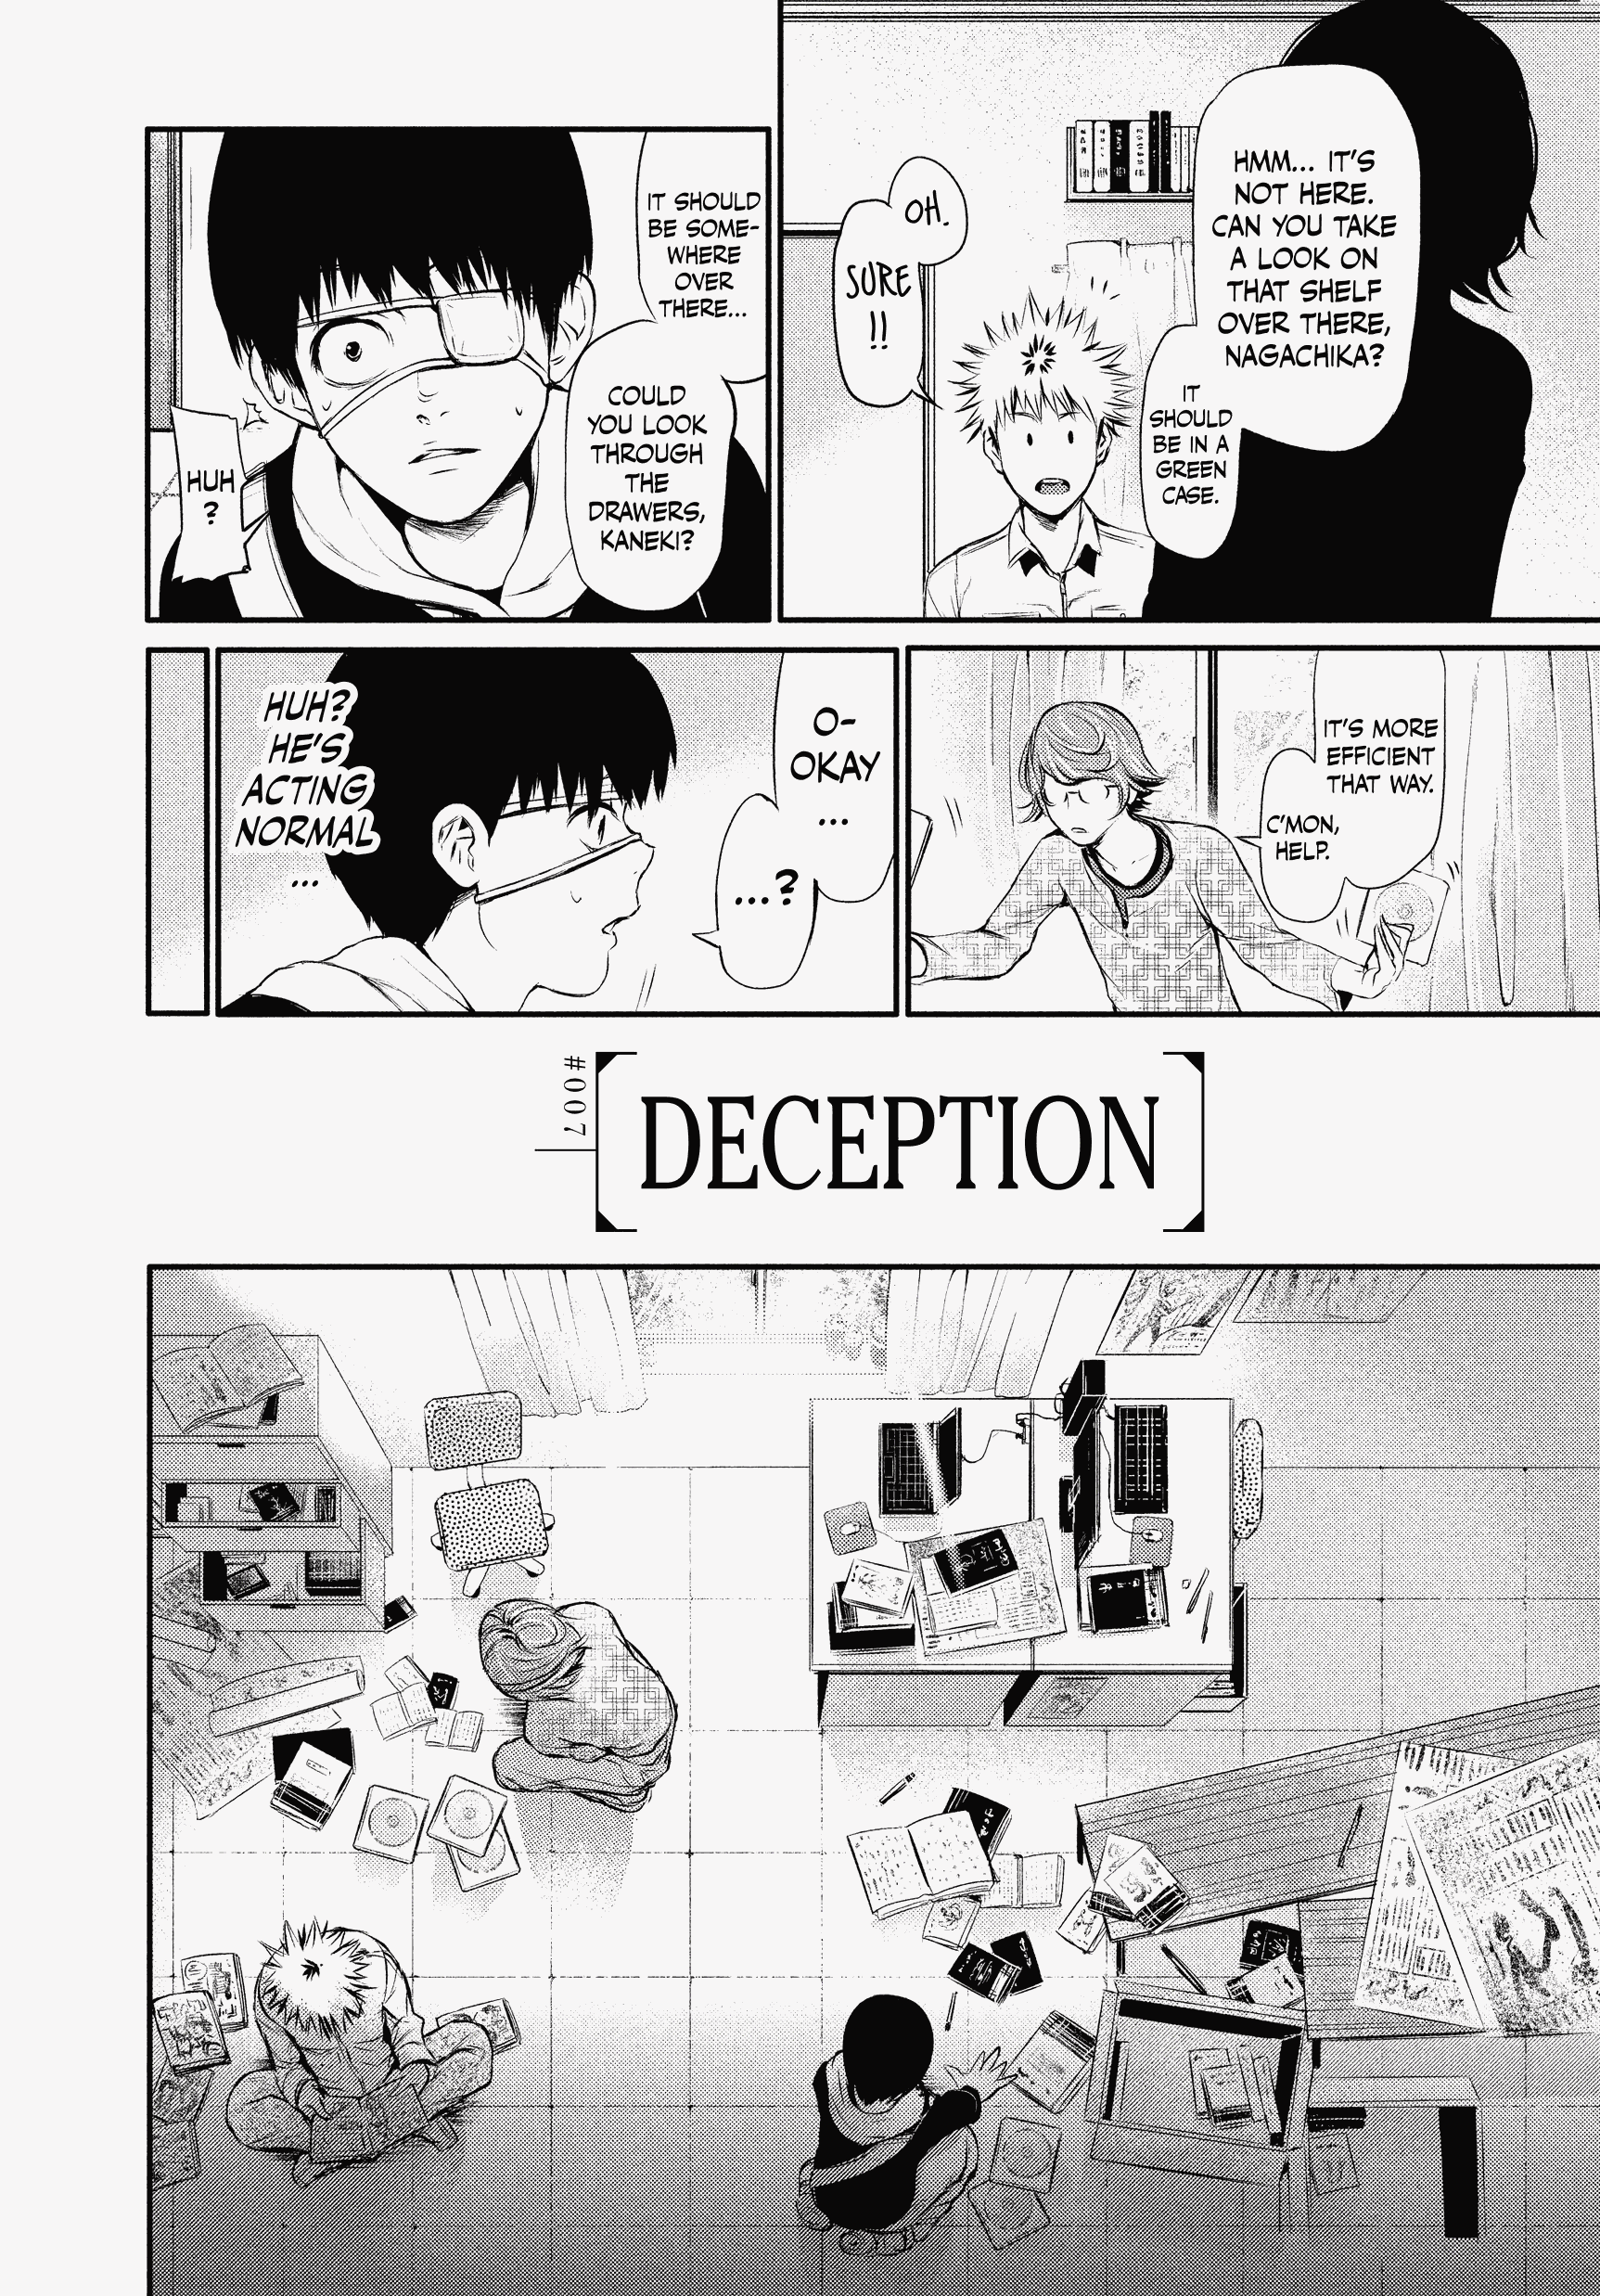 HMM... IT'S
NOT HERE.
CAN YOU TAKE
A LOOK ON
THAT SHELF
OVER THERE,
NAGACHIKA?
IT
SHOULD
BE IN A
GREEN
CASE.
OH.
SURE
!!
IT SHOULD
BE SOME-
WHERE
OVER
THERE...
COULD
YOU LOOK
THROUGH
THE
DRAWERS,
KANEKI?
HUH
?
IT'S MORE
EFFICIENT
THAT WAY.
C'MON,
HELP.
O-
OKAY
...
...?
HUH?
HE'S
ACTING
NORMAL
...
#007
DECEPTION